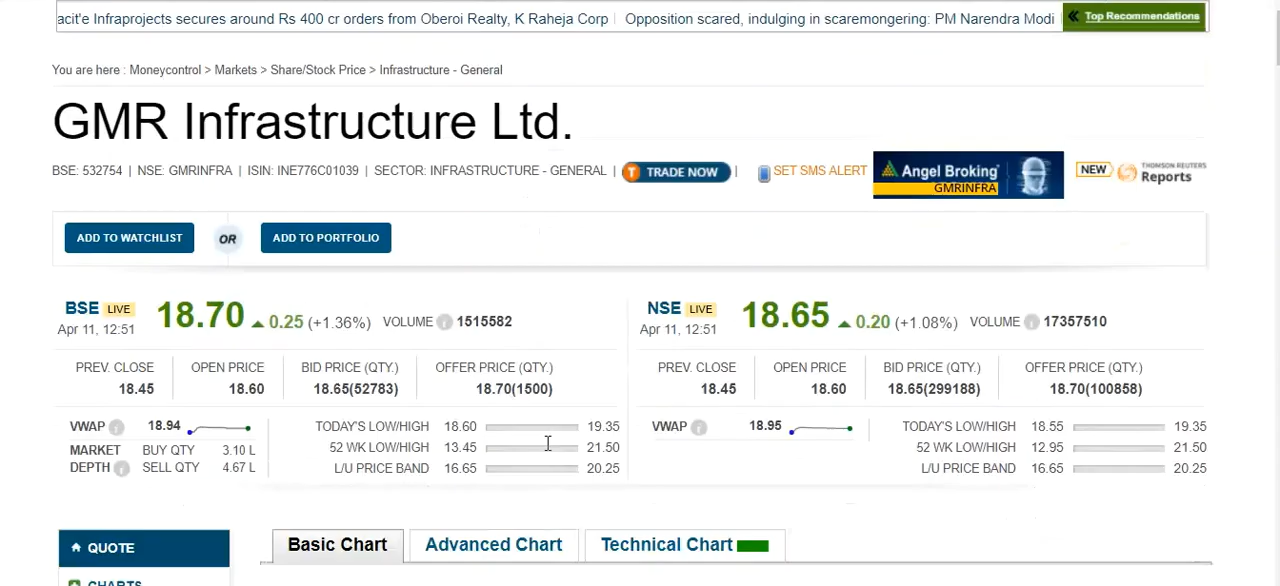 acit'e Infraprojects secures around Rs 400 cr orders from Oberoi Realty, K Raheja Corp | Opposition scared, indulging in scaremongering: PM Narendra Modi | Top Recommendations
You are here : Moneycontrol > Markets > Share/Stock Price > Infrastructure - General
GMR Infrastructure Ltd.
BSE: 532754 | NSE: GMRINFRA | ISIN: INE776C01039 | SECTOR: INFRASTRUCTURE - GENERAL | T TRADE NOW | SET SMS ALERT Angel Broking GMRINFRA NEW THOMSON REUTERS Reports
ADD TO WATCHLIST OR ADD TO PORTFOLIO
BSE LIVE 18.70 0.25 (+1.36%) VOLUME 1515582
Apr 11, 12:51
PREV. CLOSE OPEN PRICE BID PRICE (QTY.) OFFER PRICE (QTY.)
18.45 18.60 18.65(52783) 18.70(1500)
VWAP 18.94 TODAY'S LOW/HIGH 18.60 19.35
MARKET DEPTH BUY QTY 3.10 L 52 WK LOW/HIGH 13.45 21.50
SELL QTY 4.67 L L/U PRICE BAND 16.65 20.25
NSE LIVE 18.65 0.20 (+1.08%) VOLUME 17357510
Apr 11, 12:51
PREV. CLOSE OPEN PRICE BID PRICE (QTY.) OFFER PRICE (QTY.)
18.45 18.60 18.65(299188) 18.70(100858)
VWAP 18.95 TODAY'S LOW/HIGH 18.55 19.35
52 WK LOW/HIGH 12.95 21.50
L/U PRICE BAND 16.65 20.25
QUOTE
CHARTS
Basic Chart Advanced Chart Technical Chart